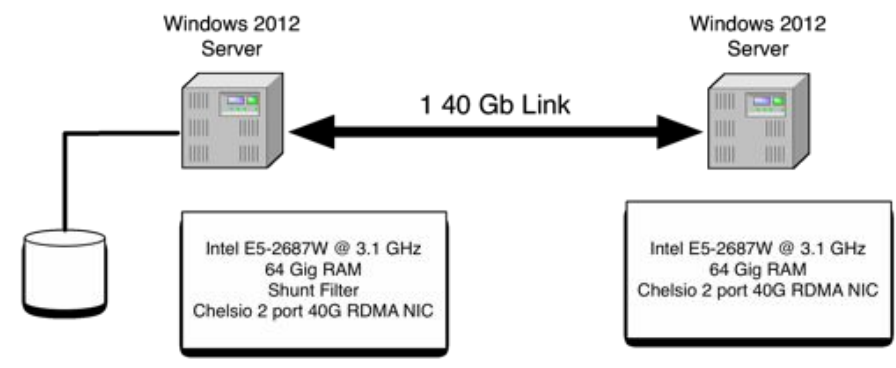 Windows 2012
Server
Windows 2012
Server
1 40 Gb Link
Intel E5-2687W @ 3.1 GHz
64 Gig RAM
Shunt Filter
Chelsio 2 port 40G RDMA NIC
Intel E5-2687W @ 3.1 GHz
64 Gig RAM
Chelsio 2 port 40G RDMA NIC